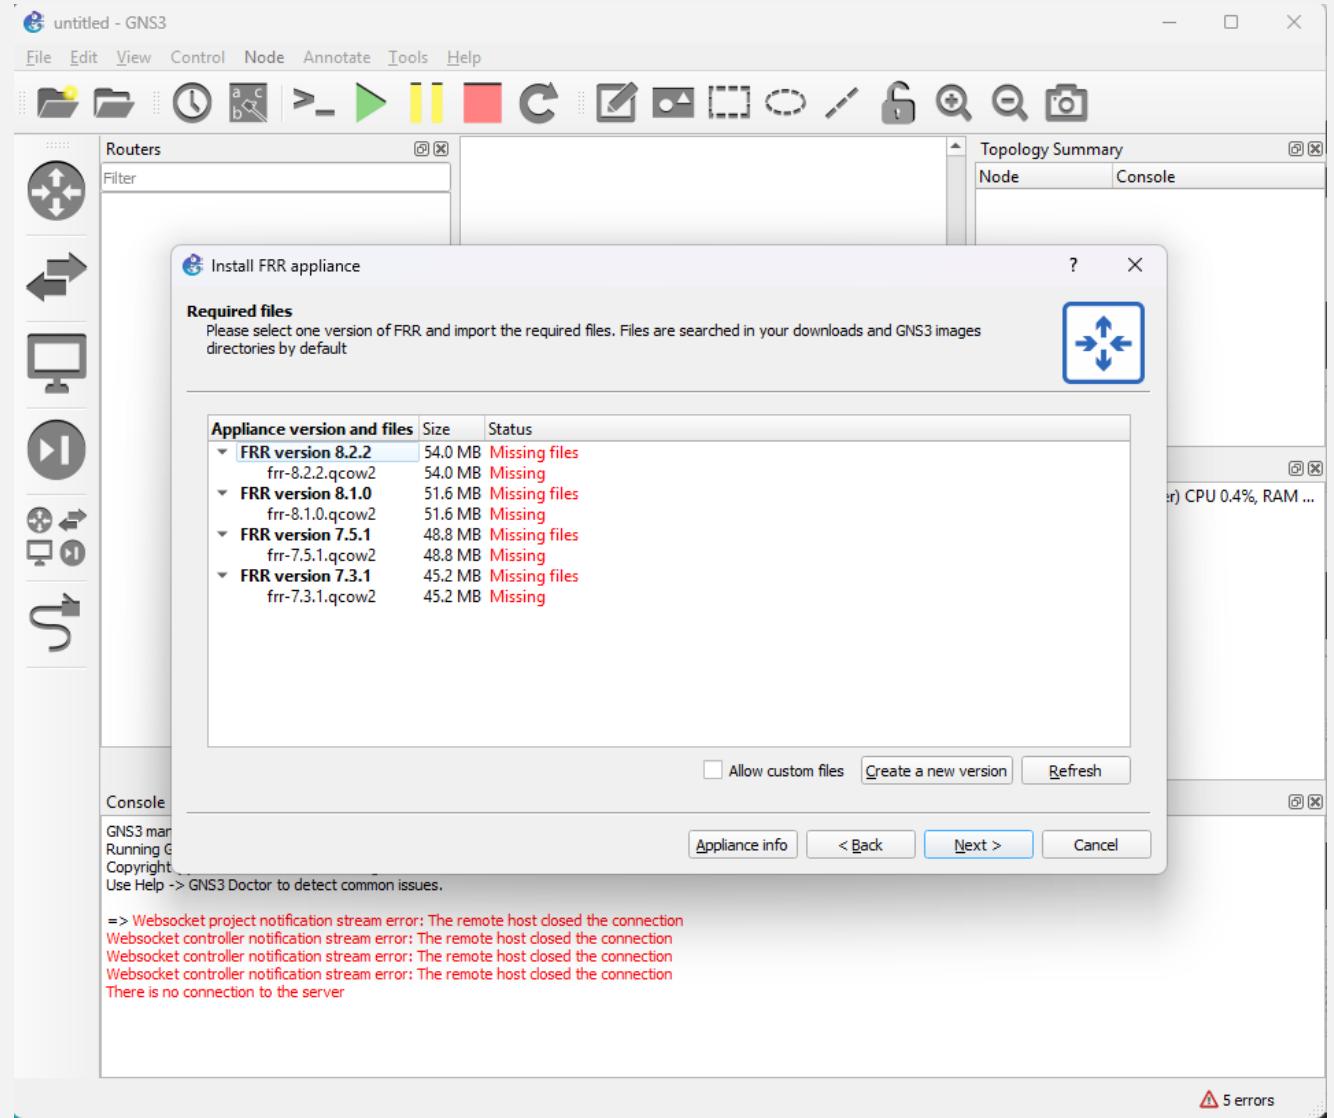 untitled - GNS3
File Edit View Control Node Annotate Tools Help
Routers
Filter
Topology Summary
Node Console
Install FRR appliance
?
Required files
Please select one version of FRR and import the required files. Files are searched in your downloads and GNS3 images
directories by default
Appliance version and files Size Status
FRR version 8.2.2 54.0 MB Missing files
frr-8.2.2.qcow2 54.0 MB Missing
FRR version 8.1.0 51.6 MB Missing files
frr-8.1.0.qcow2 51.6 MB Missing
FRR version 7.5.1 48.8 MB Missing files
frr-7.5.1.qcow2 48.8 MB Missing
FRR version 7.3.1 45.2 MB Missing files
frr-7.3.1.qcow2 45.2 MB Missing
CPU 0.4%, RAM ...
Allow custom files Create a new version Refresh
Appliance info < Back Next > Cancel
Console
GNS3 mar
Running G
Copyright
Use Help -> GNS3 Doctor to detect common issues.
=> Websocket project notification stream error: The remote host closed the connection
Websocket controller notification stream error: The remote host closed the connection
Websocket controller notification stream error: The remote host closed the connection
Websocket controller notification stream error: The remote host closed the connection
There is no connection to the server
5 errors